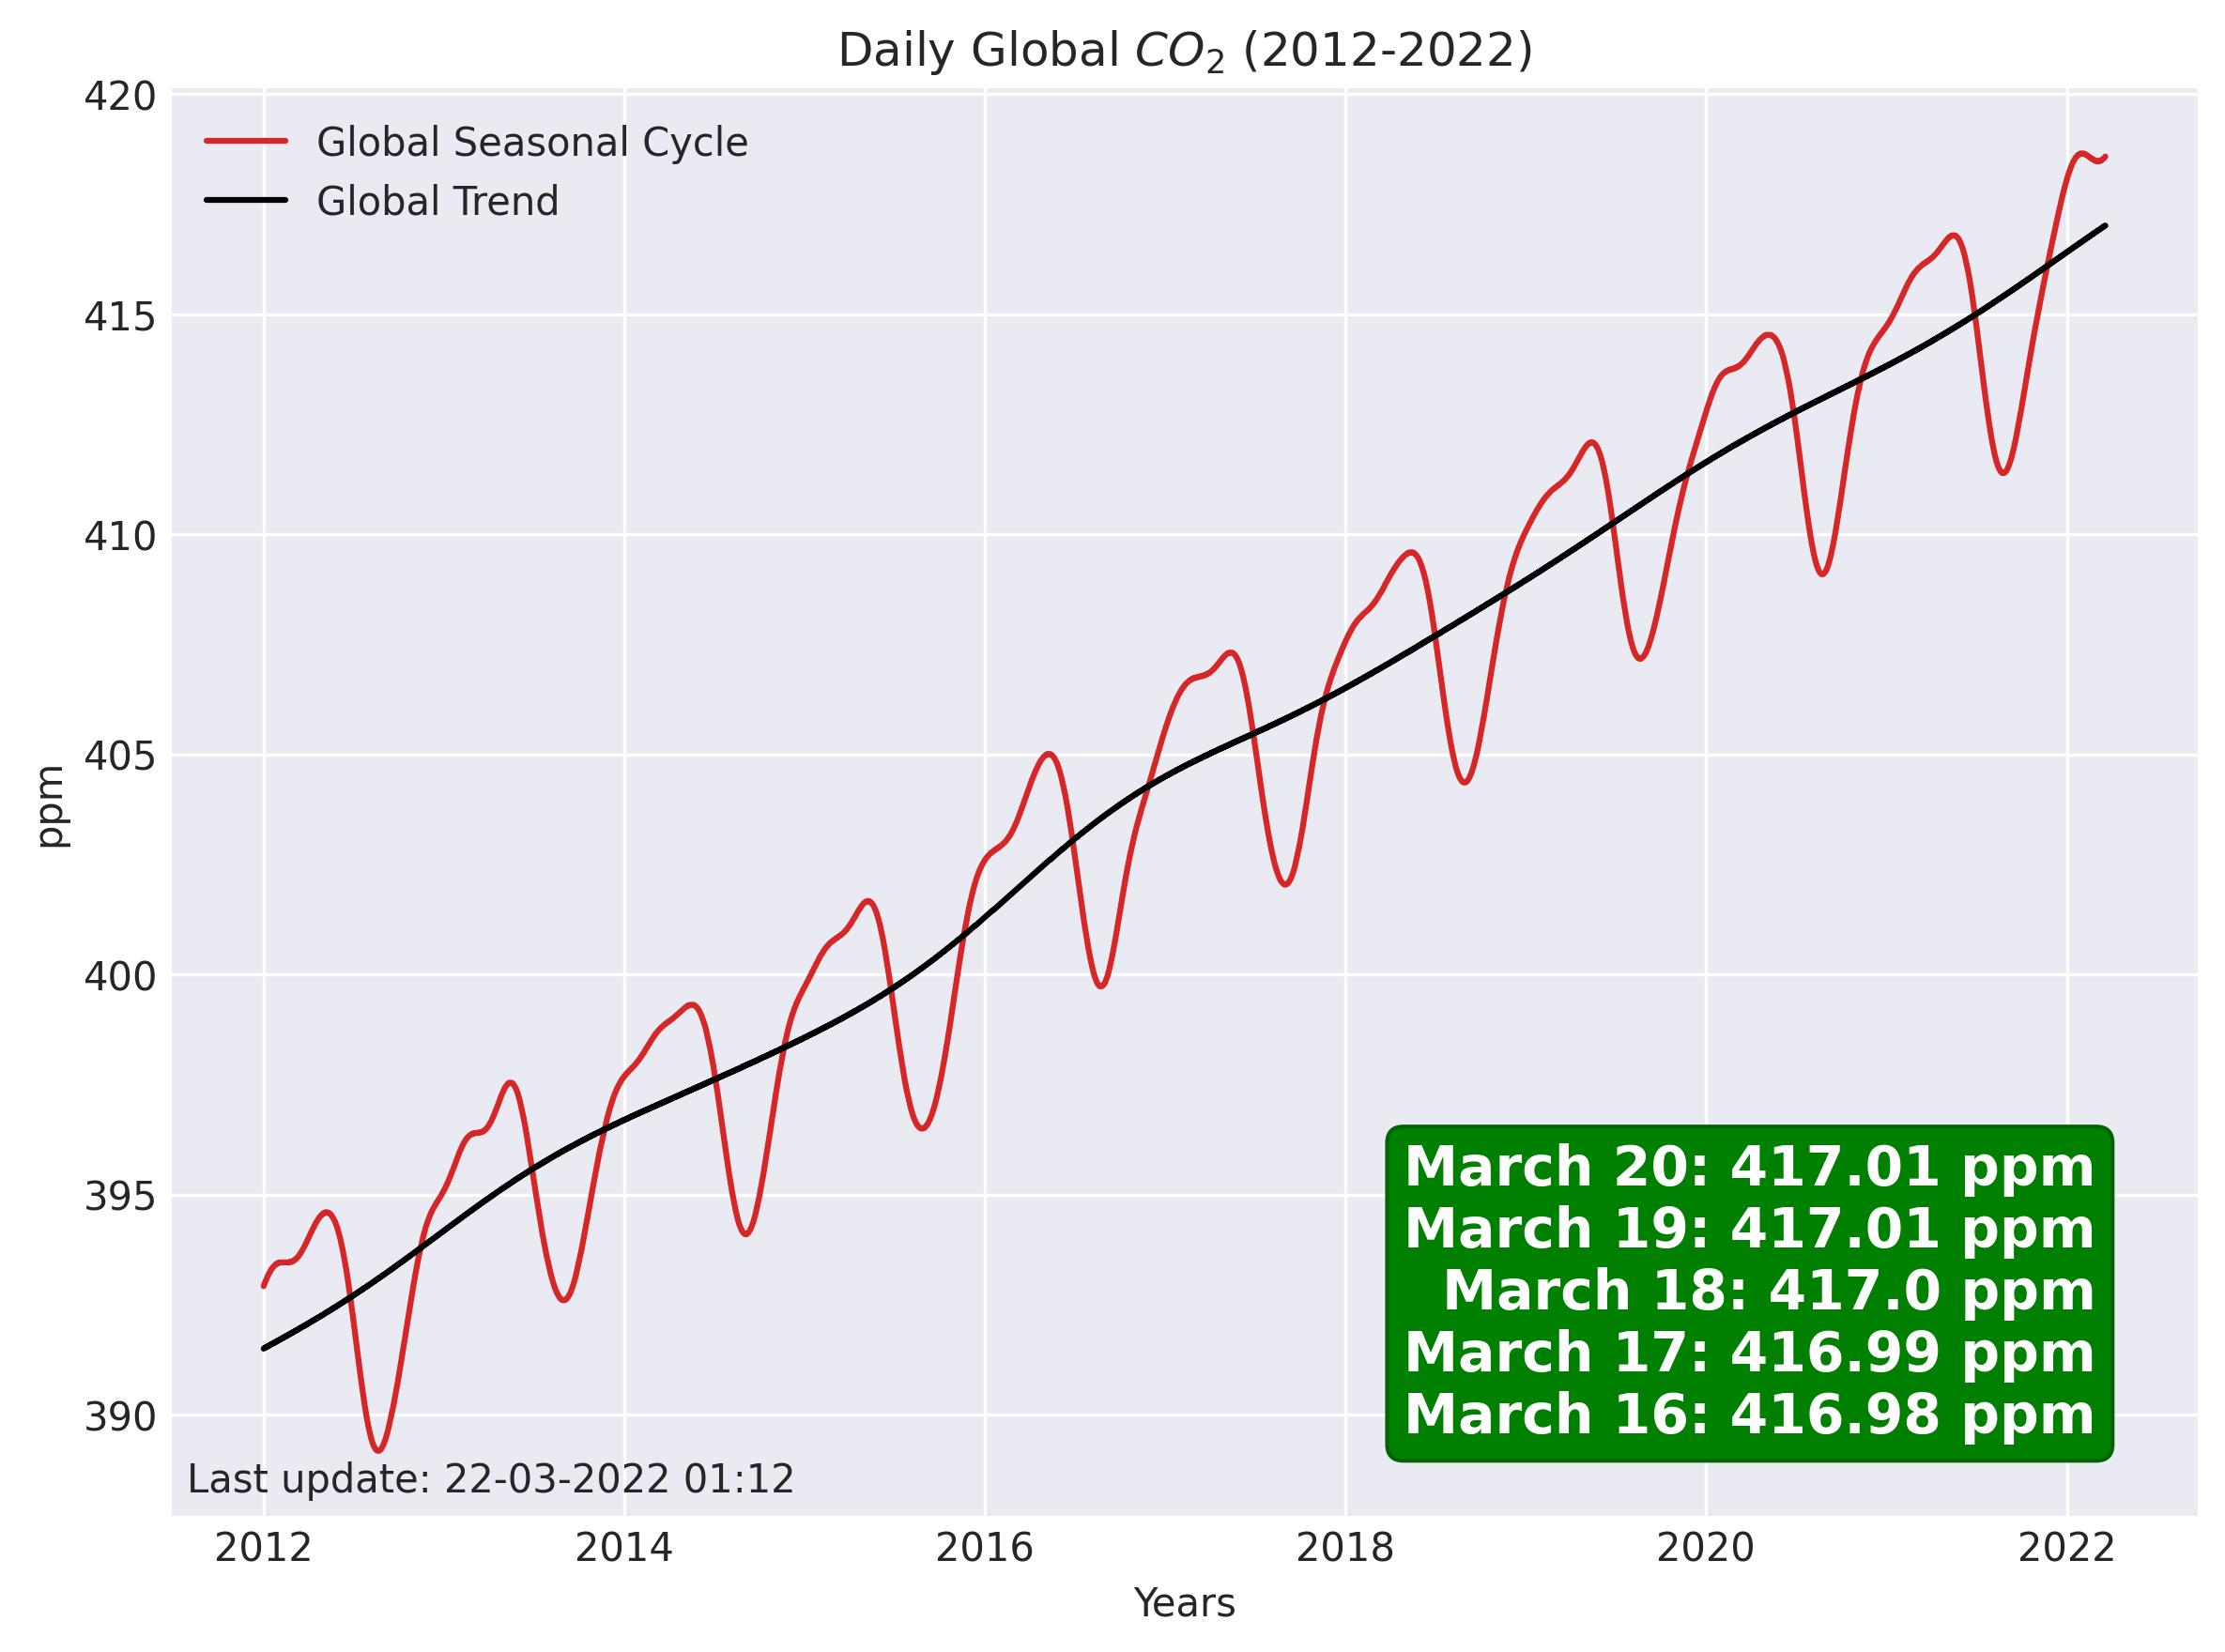 Daily Global CO₂ (2012-2022)
420
415
410
405
400
395
390
ppm
Global Seasonal Cycle
Global Trend
March 20: 417.01 ppm
March 19: 417.01 ppm
March 18: 417.0 ppm
March 17: 416.99 ppm
March 16: 416.98 ppm
Last update: 22-03-2022 01:12
2012 2014 2016 2018 2020 2022
Years